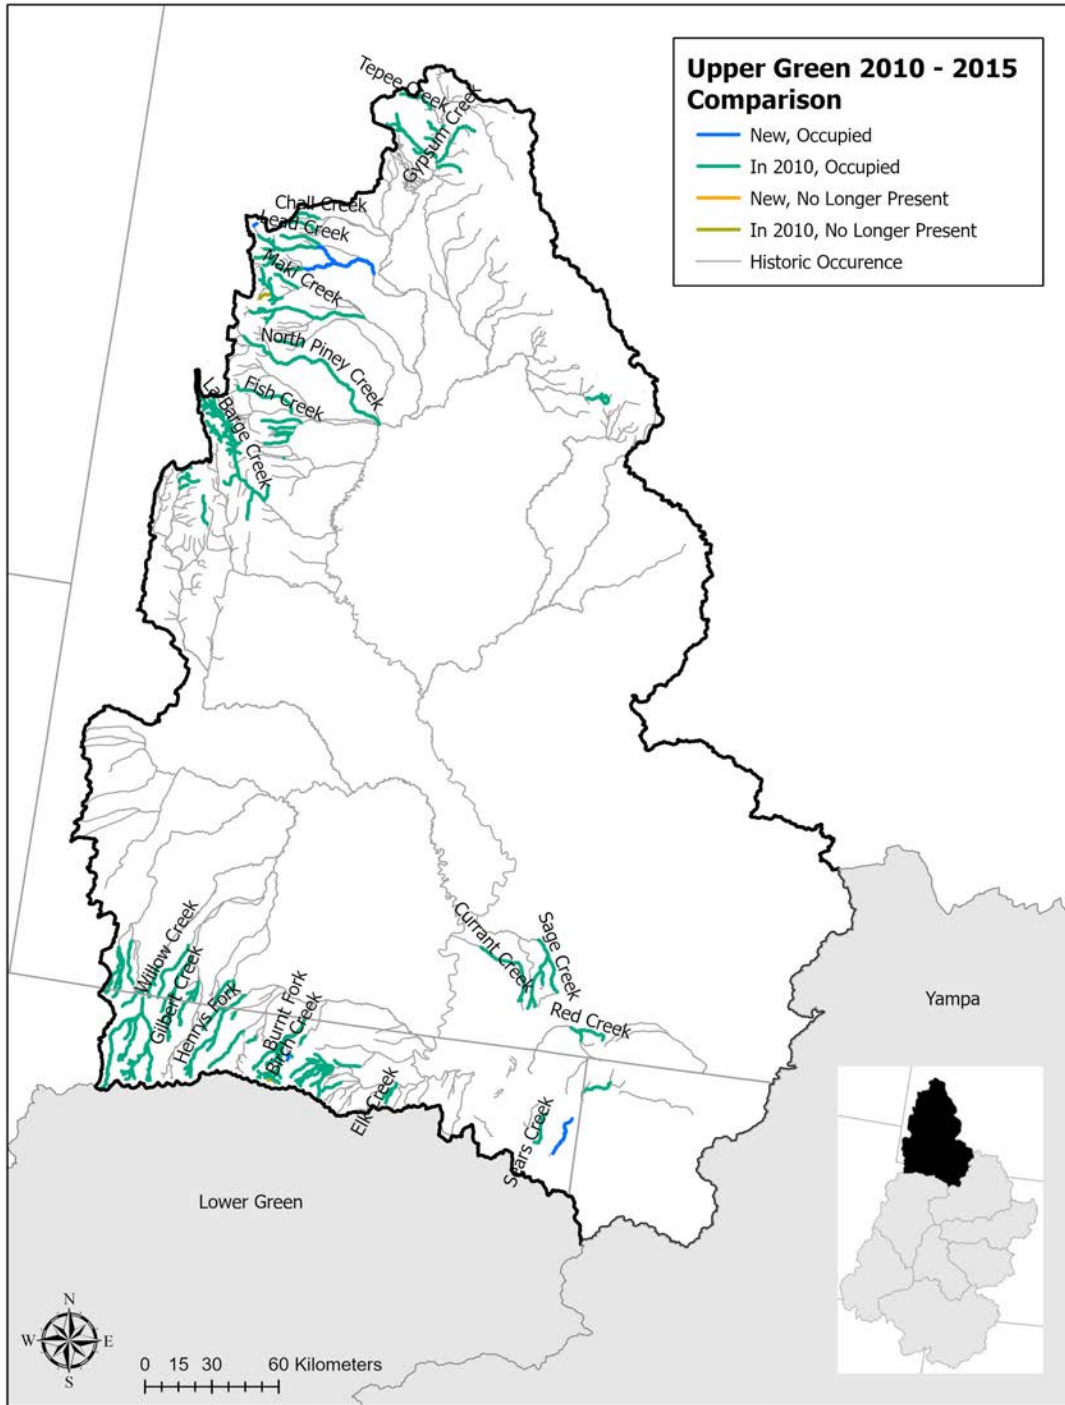 Upper Green 2010 - 2015
Comparison
New, Occupied
In 2010, Occupied
New, No Longer Present
In 2010, No Longer Present
Historic Occurence
Tepee Creek
Gypsum Creek
Chall Creek
Lead Creek
Maki Creek
North Piney Creek
Fish Creek
La Barge Creek
Willow Creek
Gilbert Creek
Henrys Fork
Burnt Fork
Birch Creek
Elk Creek
Currant Creek
Sage Creek
Red Creek
Sears Creek
Yampa
Lower Green
N
W E
S
0 15 30 60 Kilometers